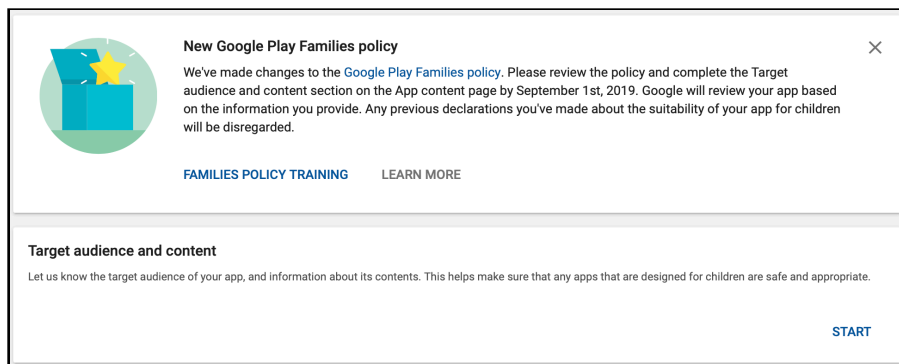 New Google Play Families policy
We've made changes to the Google Play Families policy. Please review the policy and complete the Target
audience and content section on the App content page by September 1st, 2019. Google will review your app based
on the information you provide. Any previous declarations you've made about the suitability of your app for children
will be disregarded.
FAMILIES POLICY TRAINING LEARN MORE
Target audience and content
Let us know the target audience of your app, and information about its contents. This helps make sure that any apps that are designed for children are safe and appropriate.
START